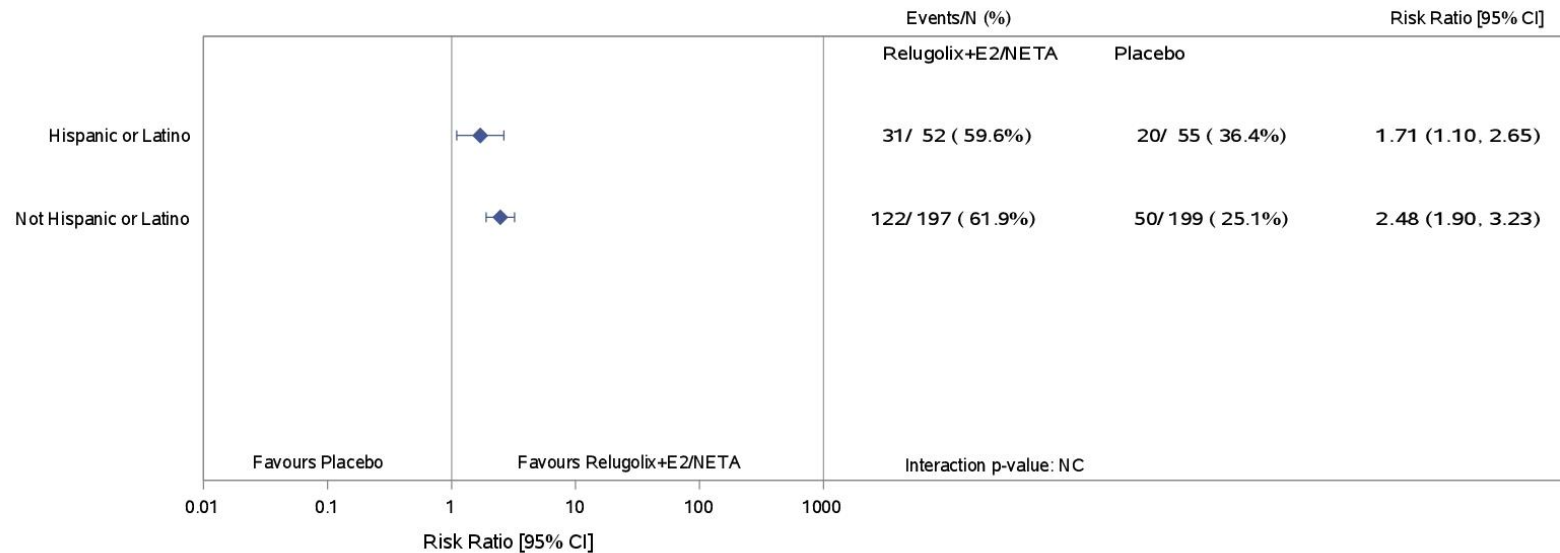 Events/N (%) Risk Ratio [95% CI]
Relugolix+E2/NETA Placebo
Hispanic or Latino 31/ 52 ( 59.6%) 20/ 55 ( 36.4%) 1.71 (1.10, 2.65)
Not Hispanic or Latino 122/ 197 ( 61.9%) 50/ 199 ( 25.1%) 2.48 (1.90, 3.23)
Favours Placebo Favours Relugolix+E2/NETA Interaction p-value: NC
0.01 0.1 1 10 100 1000
Risk Ratio [95% CI]